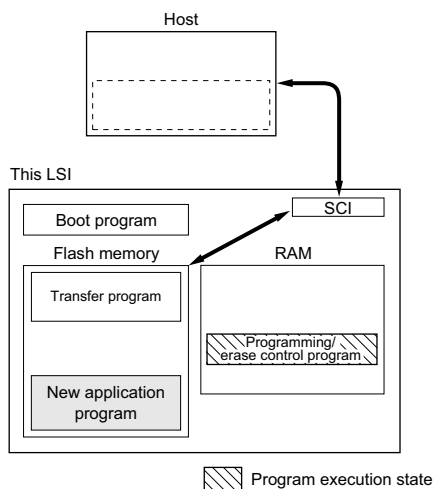 Host
This LSI
SCI
Boot program
Flash memory
RAM
Transfer program
Programming/
erase control program
New application
program
Program execution state